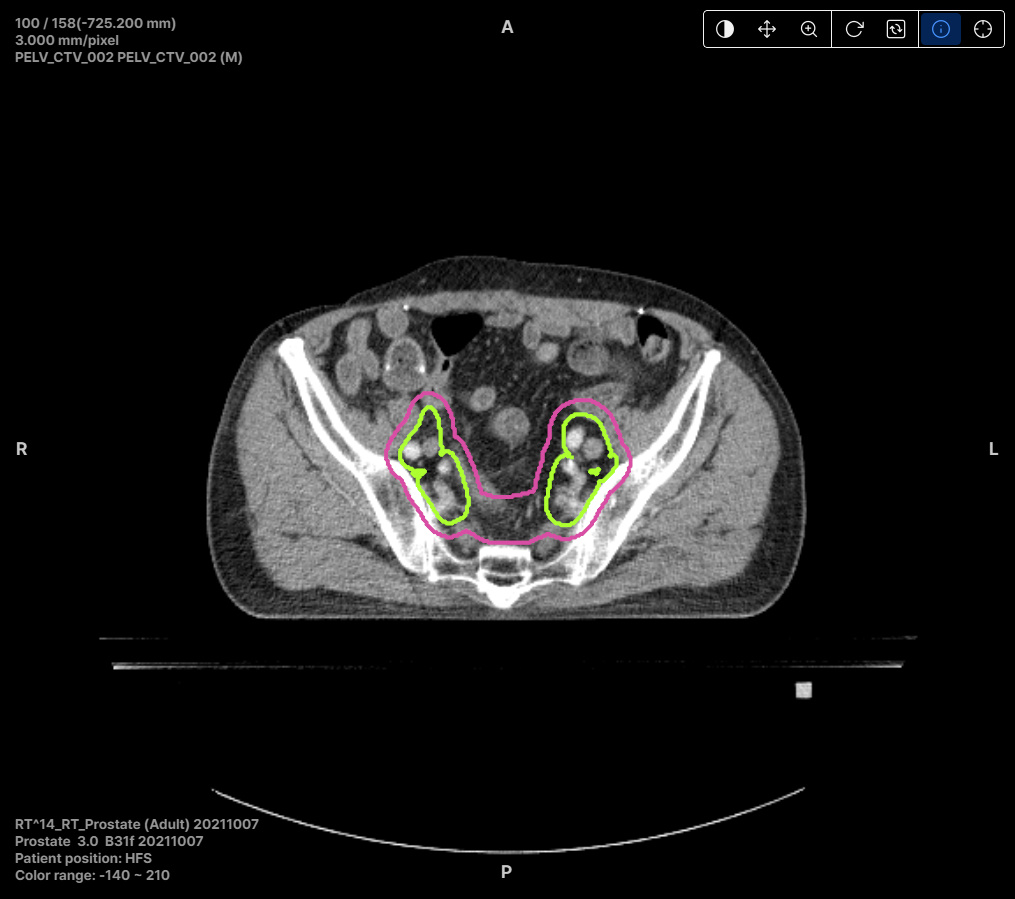 100 / 158(-725.200 mm)
3.000 mm/pixel
PELV_CTV_002 PELV_CTV_002 (M)
A
R
L
RT^14_RT_Prostate (Adult) 20211007
Prostate 3.0 B31f 20211007
Patient position: HFS
Color range: -140 ~ 210
P